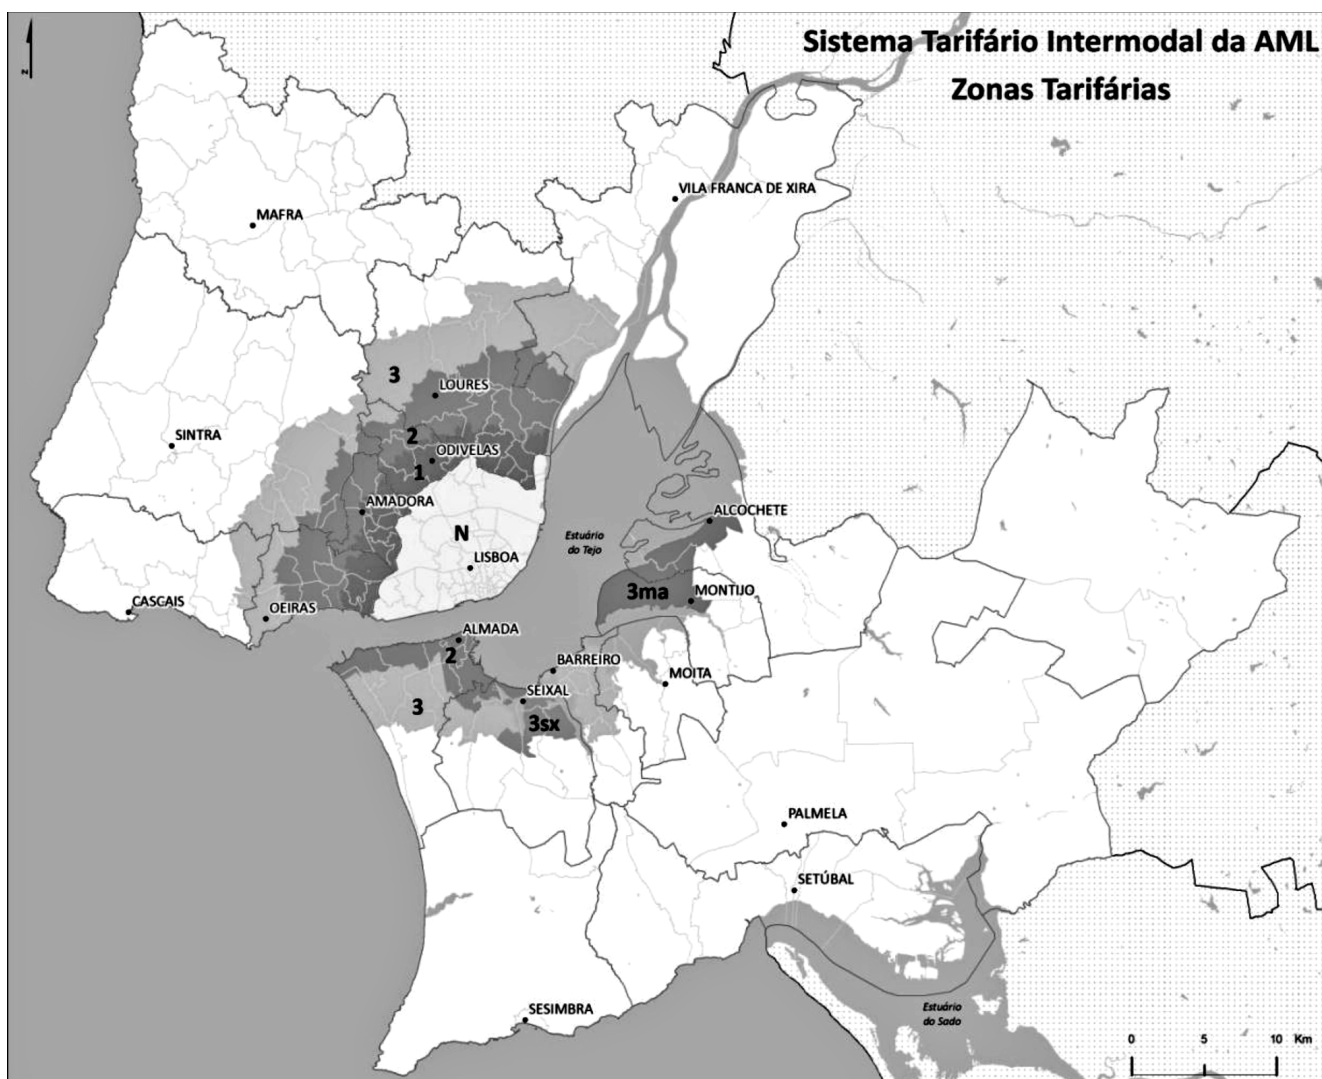 Sistema Tarifário Intermodal da AML
Zonas Tarifárias
N
VILA FRANCA DE XIRA
MAFRA
3
LOURES
2
SINTRA
ODIVELAS
1
AMADORA
ALCOCHETE
N
Estuário
do Tejo
LISBOA
3ma
MONTIJO
CASCAIS
OEIRAS
ALMADA
2
BARREIRO
MOITA
SEIXAL
3
3sx
PALMELA
SETÚBAL
SESIMBRA
Estuário
do Sado
0 5 10 Km